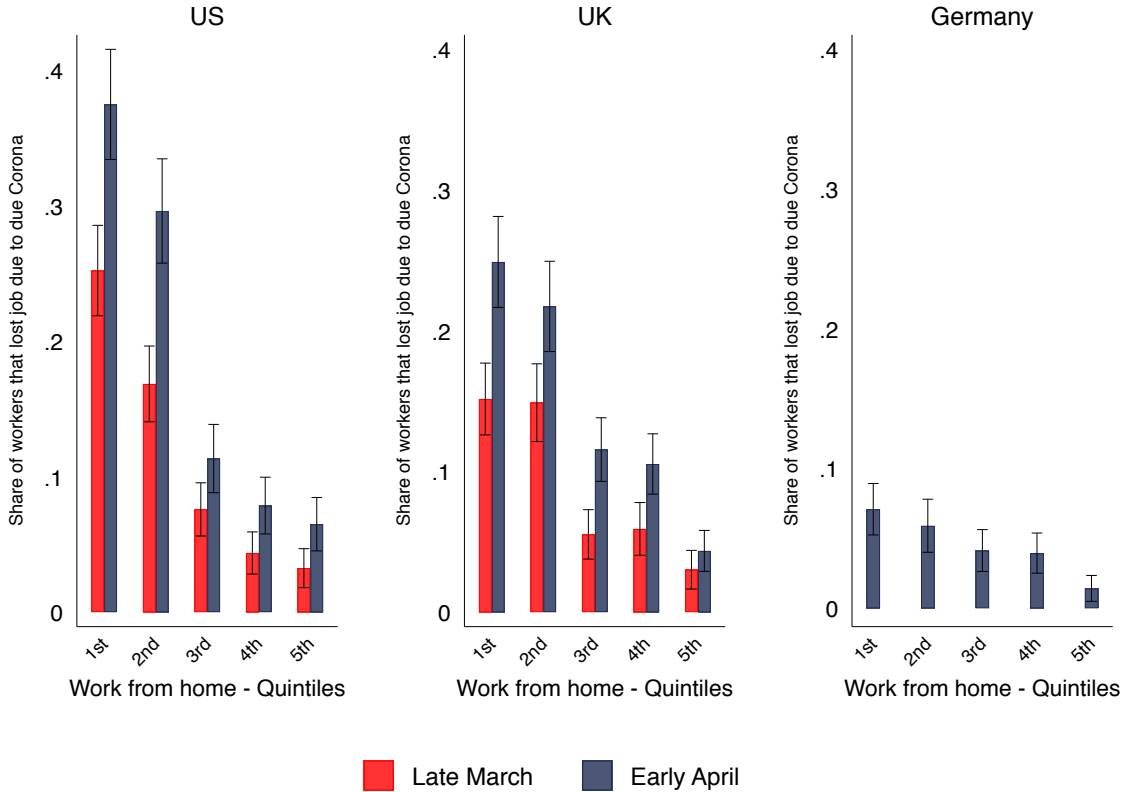 US
Share of workers that lost job due to due Corona
.4
.3
.2
.1
0
1st
2nd
3rd
4th
5th
Work from home - Quintiles
UK
Share of workers that lost job due to due Corona
.4
.3
.2
.1
0
1st
2nd
3rd
4th
5th
Work from home - Quintiles
Germany
Share of workers that lost job due to due Corona
.4
.3
.2
.1
0
1st
2nd
3rd
4th
5th
Work from home - Quintiles
Late March
Early April